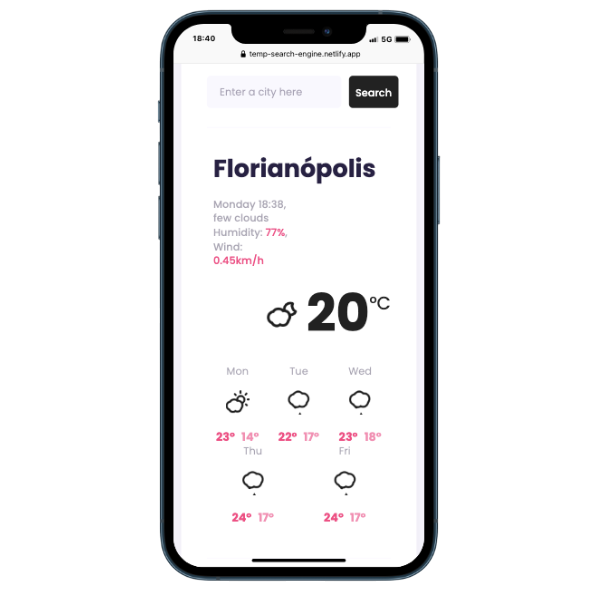 18:40
5G
temp-search-engine.netlify.app
Enter a city here
Search
Florianópolis
Monday 18:38,
few clouds
Humidity: 77%,
Wind:
0.45km/h
20°C
Mon Tue Wed
23° 14° 22° 17° 23° 18°
Thu Fri
24° 17° 24° 17°